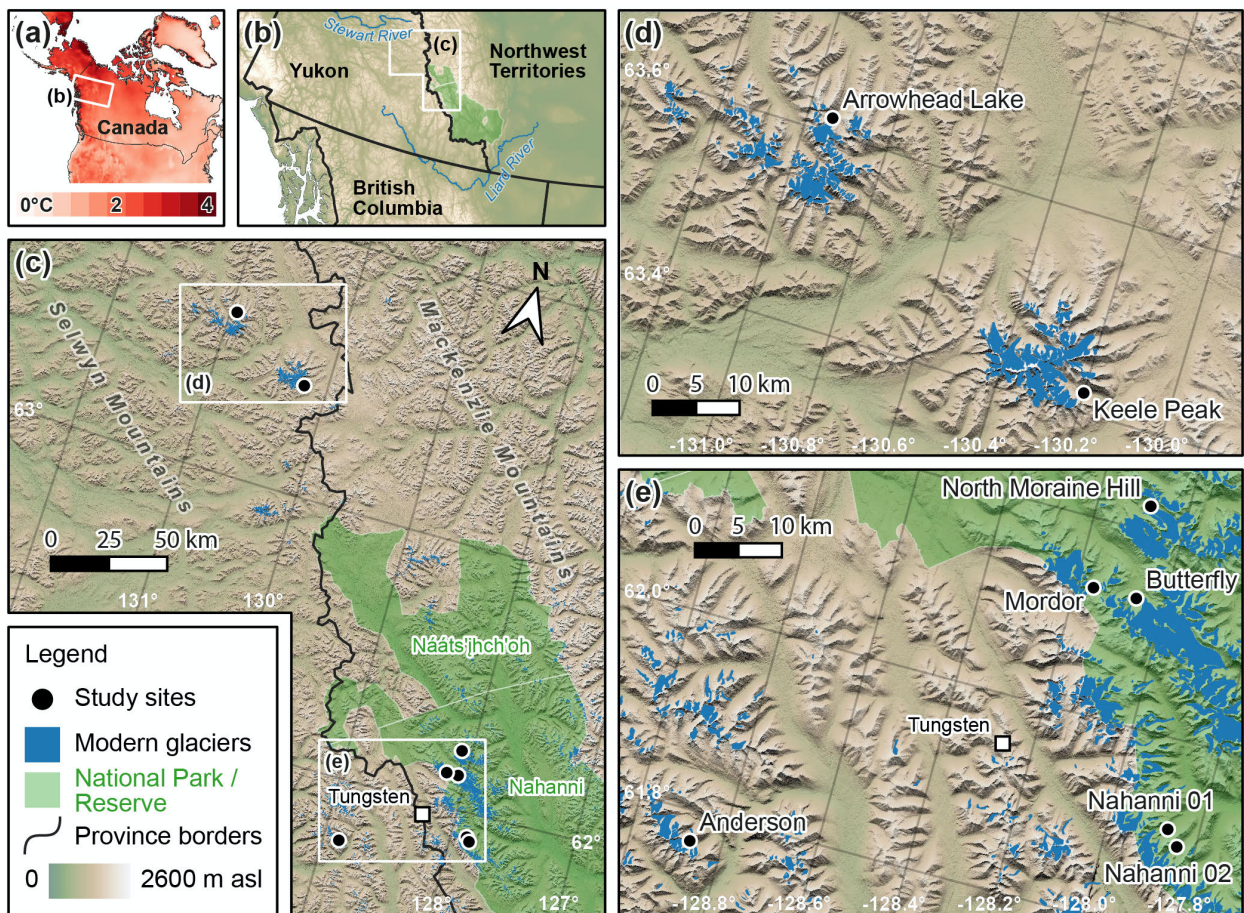 (a)
(b)
Canada
0°C
2
4
(b)
Stewart River
(c)
Yukon
Northwest
Territories
Liard River
British
Columbia
(c)
N
Selwyn Mountains
Mackenzie Mountains
(d)
63°
0 25 50 km
131°
130°
Nááts'įhch'oh
(e)
Tungsten
Nahanni
62°
128°
127°
Legend
Study sites
Modern glaciers
National Park /
Reserve
Province borders
0 2600 m asl
(d)
63.6°
Arrowhead Lake
63.4°
0 5 10 km
Keele Peak
-131.0°
-130.8°
-130.6°
-130.4°
-130.2°
-130.0°
(e)
North Moraine Hill
0 5 10 km
62.0°
Mordor
Butterfly
Tungsten
61.8°
Anderson
Nahanni 01
Nahanni 02
-128.8°
-128.6°
-128.4°
-128.2°
-128.0°
-127.8°